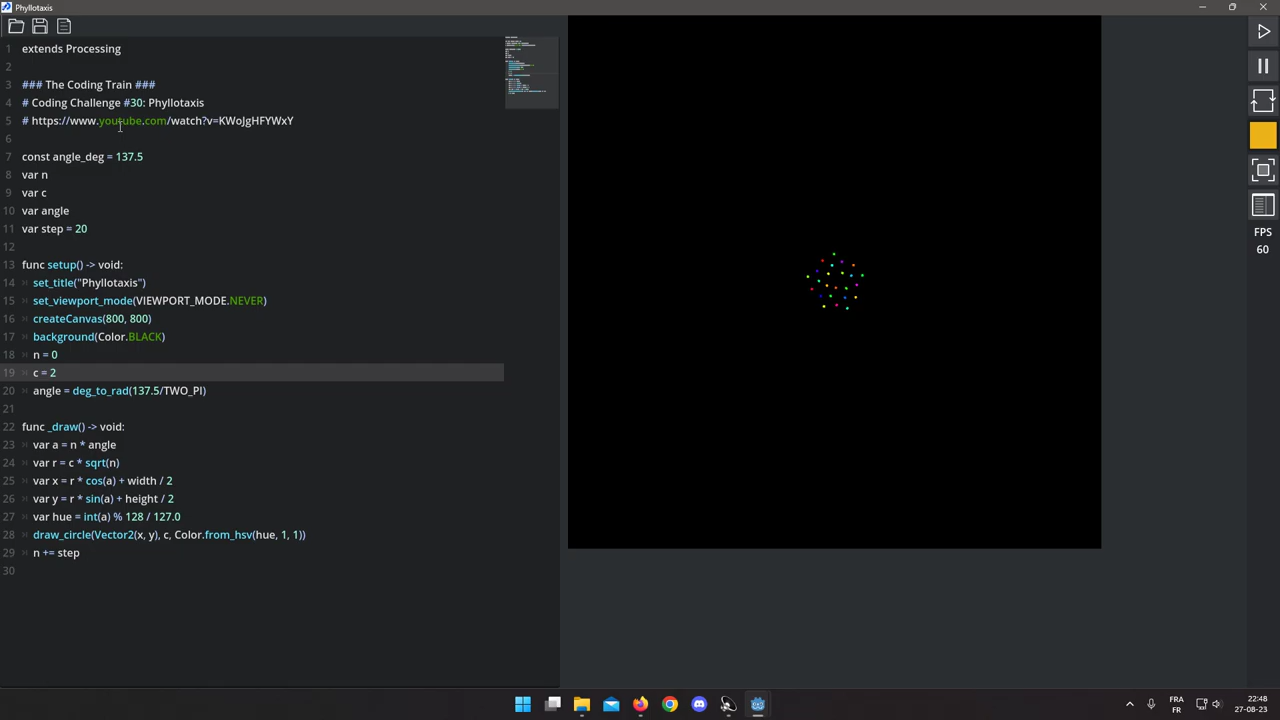 Phyllotaxis
1 extends Processing
2
3 ### The Coding Train ###
4 # Coding Challenge #30: Phyllotaxis
5 # https://www.youtube.com/watch?v=KWoJgHFYWxY
6
7 const angle_deg = 137.5
8 var n
9 var c
10 var angle
11 var step = 20
12
13 func setup() -> void:
14 set_title("Phyllotaxis")
15 set_viewport_mode(VIEWPORT_MODE.NEVER)
16 createCanvas(800, 800)
17 background(Color.BLACK)
18 n = 0
19 c = 2
20 angle = deg_to_rad(137.5/TWO_PI)
21
22 func _draw() -> void:
23 var a = n * angle
24 var r = c * sqrt(n)
25 var x = r * cos(a) + width / 2
26 var y = r * sin(a) + height / 2
27 var hue = int(a) % 128 / 127.0
28 draw_circle(Vector2(x, y), c, Color.from_hsv(hue, 1, 1))
29 n += step
30
FPS
60
FRA
FR
22:48
27-08-23